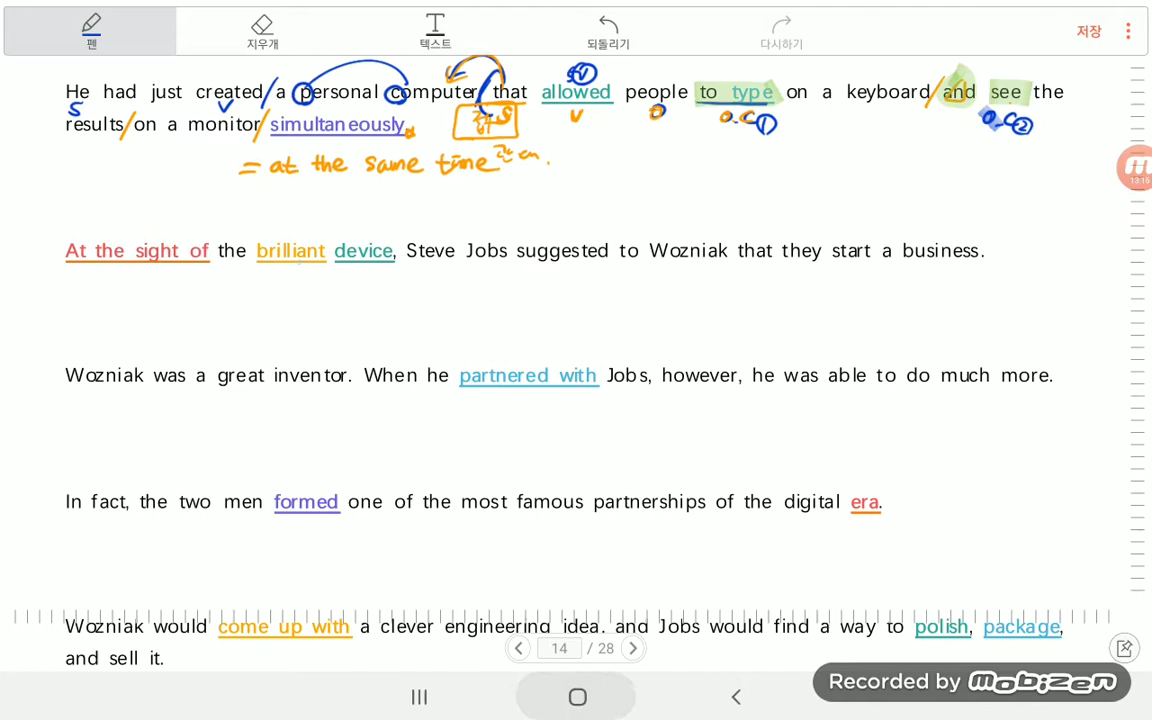 펜 지우개 텍스트 되돌리기 다시하기 저장
He had just created / a personal computer that allowed people to type on a keyboard / and see the
S V V O O.C ① O.C ②
results / on a monitor / simultaneously.
= at the same time
13:15
At the sight of the brilliant device, Steve Jobs suggested to Wozniak that they start a business.
Wozniak was a great inventor. When he partnered with Jobs, however, he was able to do much more.
In fact, the two men formed one of the most famous partnerships of the digital era.
Wozniak would come up with a clever engineering idea, and Jobs would find a way to polish, package,
14 / 28
and sell it.
Recorded by mobizen